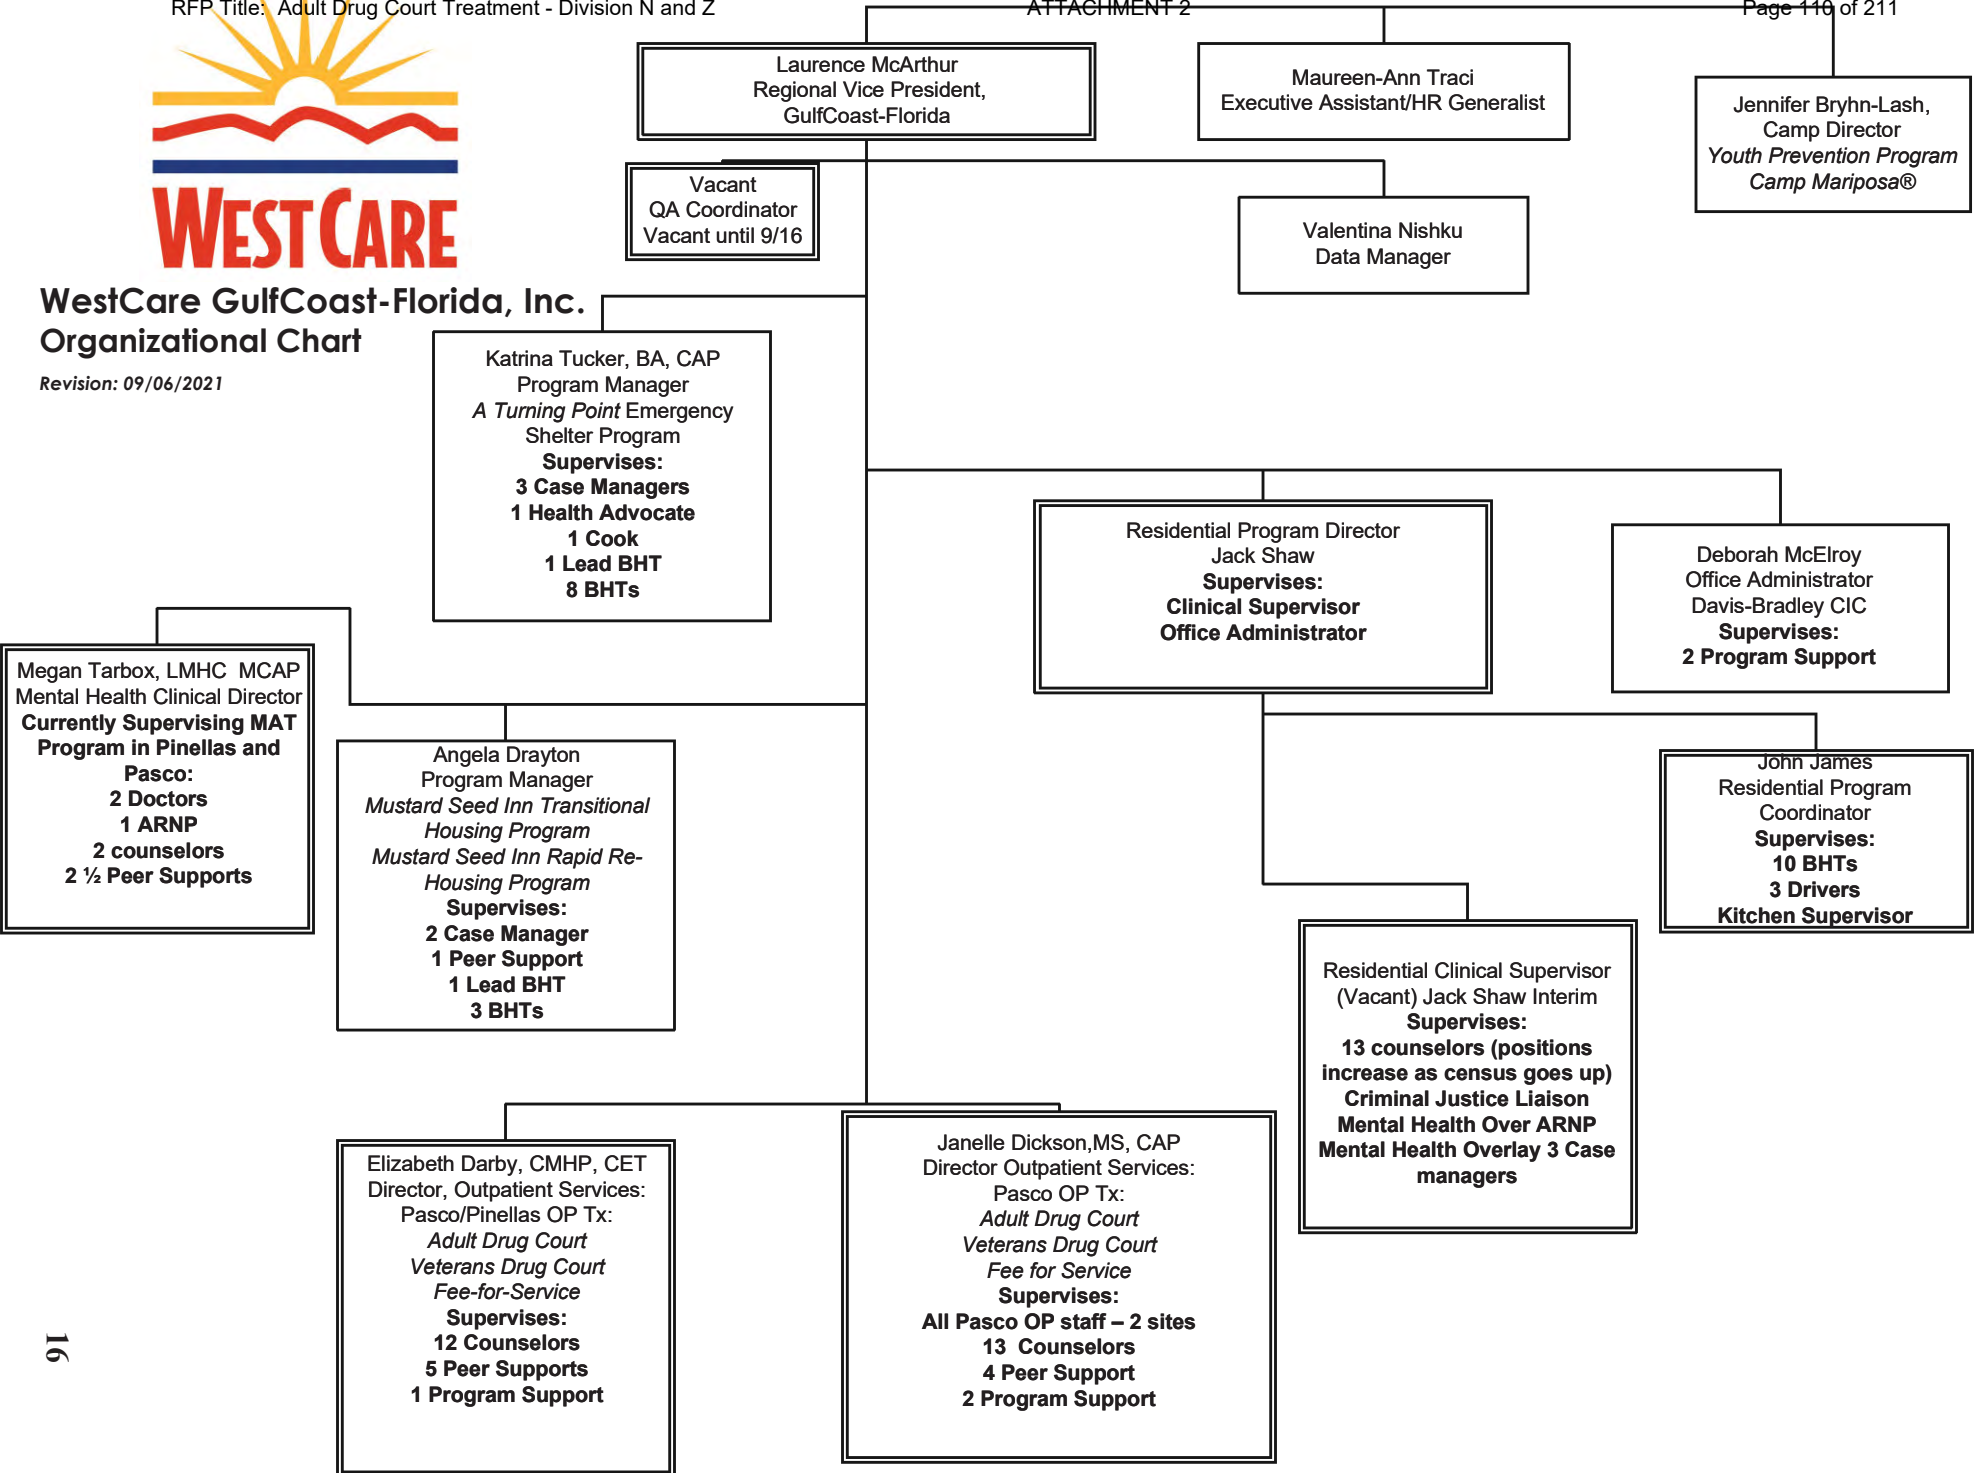 RFP Title: Adult Drug Court Treatment - Division N and Z
ATTACHMENT 2
Page 110 of 211
WESTCARE
WestCare GulfCoast-Florida, Inc.
Organizational Chart
Revision: 09/06/2021
Laurence McArthur
Regional Vice President,
GulfCoast-Florida
Maureen-Ann Traci
Executive Assistant/HR Generalist
Jennifer Bryhn-Lash,
Camp Director
Youth Prevention Program
Camp Mariposa®
Vacant
QA Coordinator
Vacant until 9/16
Valentina Nishku
Data Manager
Katrina Tucker, BA, CAP
Program Manager
A Turning Point Emergency
Shelter Program
Supervises:
3 Case Managers
1 Health Advocate
1 Cook
1 Lead BHT
8 BHTs
Residential Program Director
Jack Shaw
Supervises:
Clinical Supervisor
Office Administrator
Deborah McElroy
Office Administrator
Davis-Bradley CIC
Supervises:
2 Program Support
Megan Tarbox, LMHC MCAP
Mental Health Clinical Director
Currently Supervising MAT
Program in Pinellas and
Pasco:
2 Doctors
1 ARNP
2 counselors
2 ½ Peer Supports
Angela Drayton
Program Manager
Mustard Seed Inn Transitional
Housing Program
Mustard Seed Inn Rapid Re-
Housing Program
Supervises:
2 Case Manager
1 Peer Support
1 Lead BHT
3 BHTs
John James
Residential Program
Coordinator
Supervises:
10 BHTs
3 Drivers
Kitchen Supervisor
Residential Clinical Supervisor
(Vacant) Jack Shaw Interim
Supervises:
13 counselors (positions
increase as census goes up)
Criminal Justice Liaison
Mental Health Over ARNP
Mental Health Overlay 3 Case
managers
Elizabeth Darby, CMHP, CET
Director, Outpatient Services:
Pasco/Pinellas OP Tx:
Adult Drug Court
Veterans Drug Court
Fee-for-Service
Supervises:
12 Counselors
5 Peer Supports
1 Program Support
Janelle Dickson,MS, CAP
Director Outpatient Services:
Pasco OP Tx:
Adult Drug Court
Veterans Drug Court
Fee for Service
Supervises:
All Pasco OP staff – 2 sites
13 Counselors
4 Peer Support
2 Program Support
16